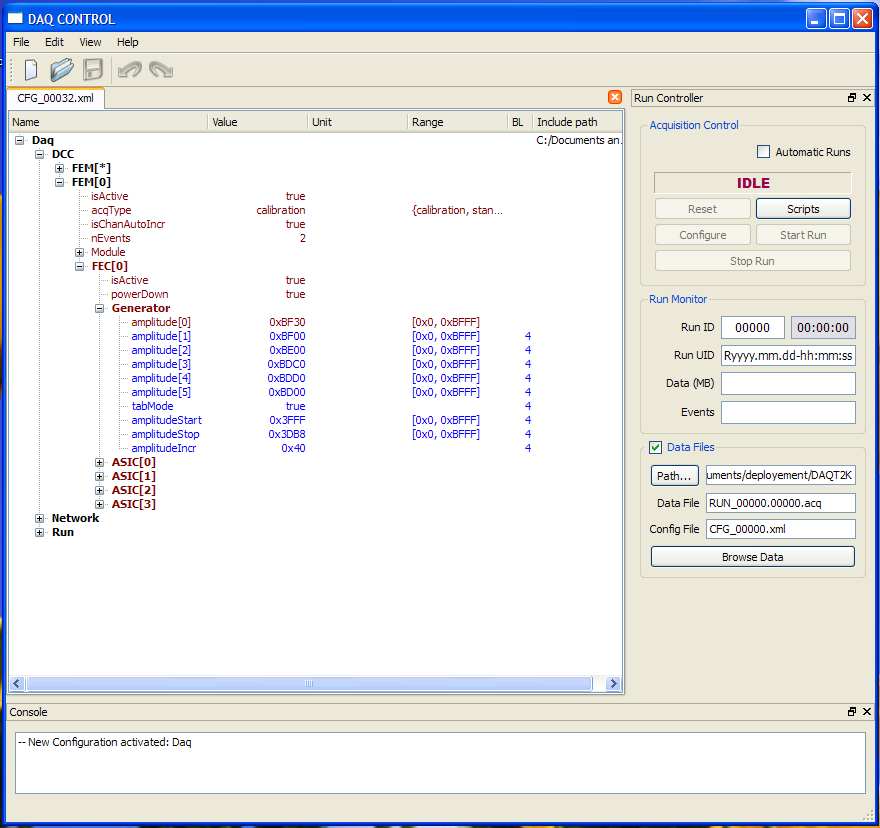 DAQ CONTROL
File Edit View Help
CFG_00032.xml
Name Value Unit Range BL Include path
Daq C:/Documents an
DCC
FEM[*]
FEM[0]
isActive true
acqType calibration {calibration, stan...
isChanAutoIncr true
nEvents 2
Module
FEC[0]
isActive true
powerDown true
Generator
amplitude[0] 0xBF30 [0x0, 0xBFFF]
amplitude[1] 0xBF00 [0x0, 0xBFFF] 4
amplitude[2] 0xBE00 [0x0, 0xBFFF] 4
amplitude[3] 0xBDC0 [0x0, 0xBFFF] 4
amplitude[4] 0xBDD0 [0x0, 0xBFFF] 4
amplitude[5] 0xBD00 [0x0, 0xBFFF] 4
tabMode true 4
amplitudeStart 0x3FFF [0x0, 0xBFFF] 4
amplitudeStop 0x3DB8 [0x0, 0xBFFF] 4
amplitudeIncr 0x40 4
ASIC[0]
ASIC[1]
ASIC[2]
ASIC[3]
Network
Run
Run Controller
Acquisition Control
Automatic Runs
IDLE
Reset Scripts
Configure Start Run
Stop Run
Run Monitor
Run ID 00000 00:00:00
Run UID Ryyyy.mm.dd-hh:mm:ss
Data (MB)
Events
Data Files
Path... uments/deployement/DAQT2K
Data File RUN_00000.00000.acq
Config File CFG_00000.xml
Browse Data
Console
-- New Configuration activated: Daq